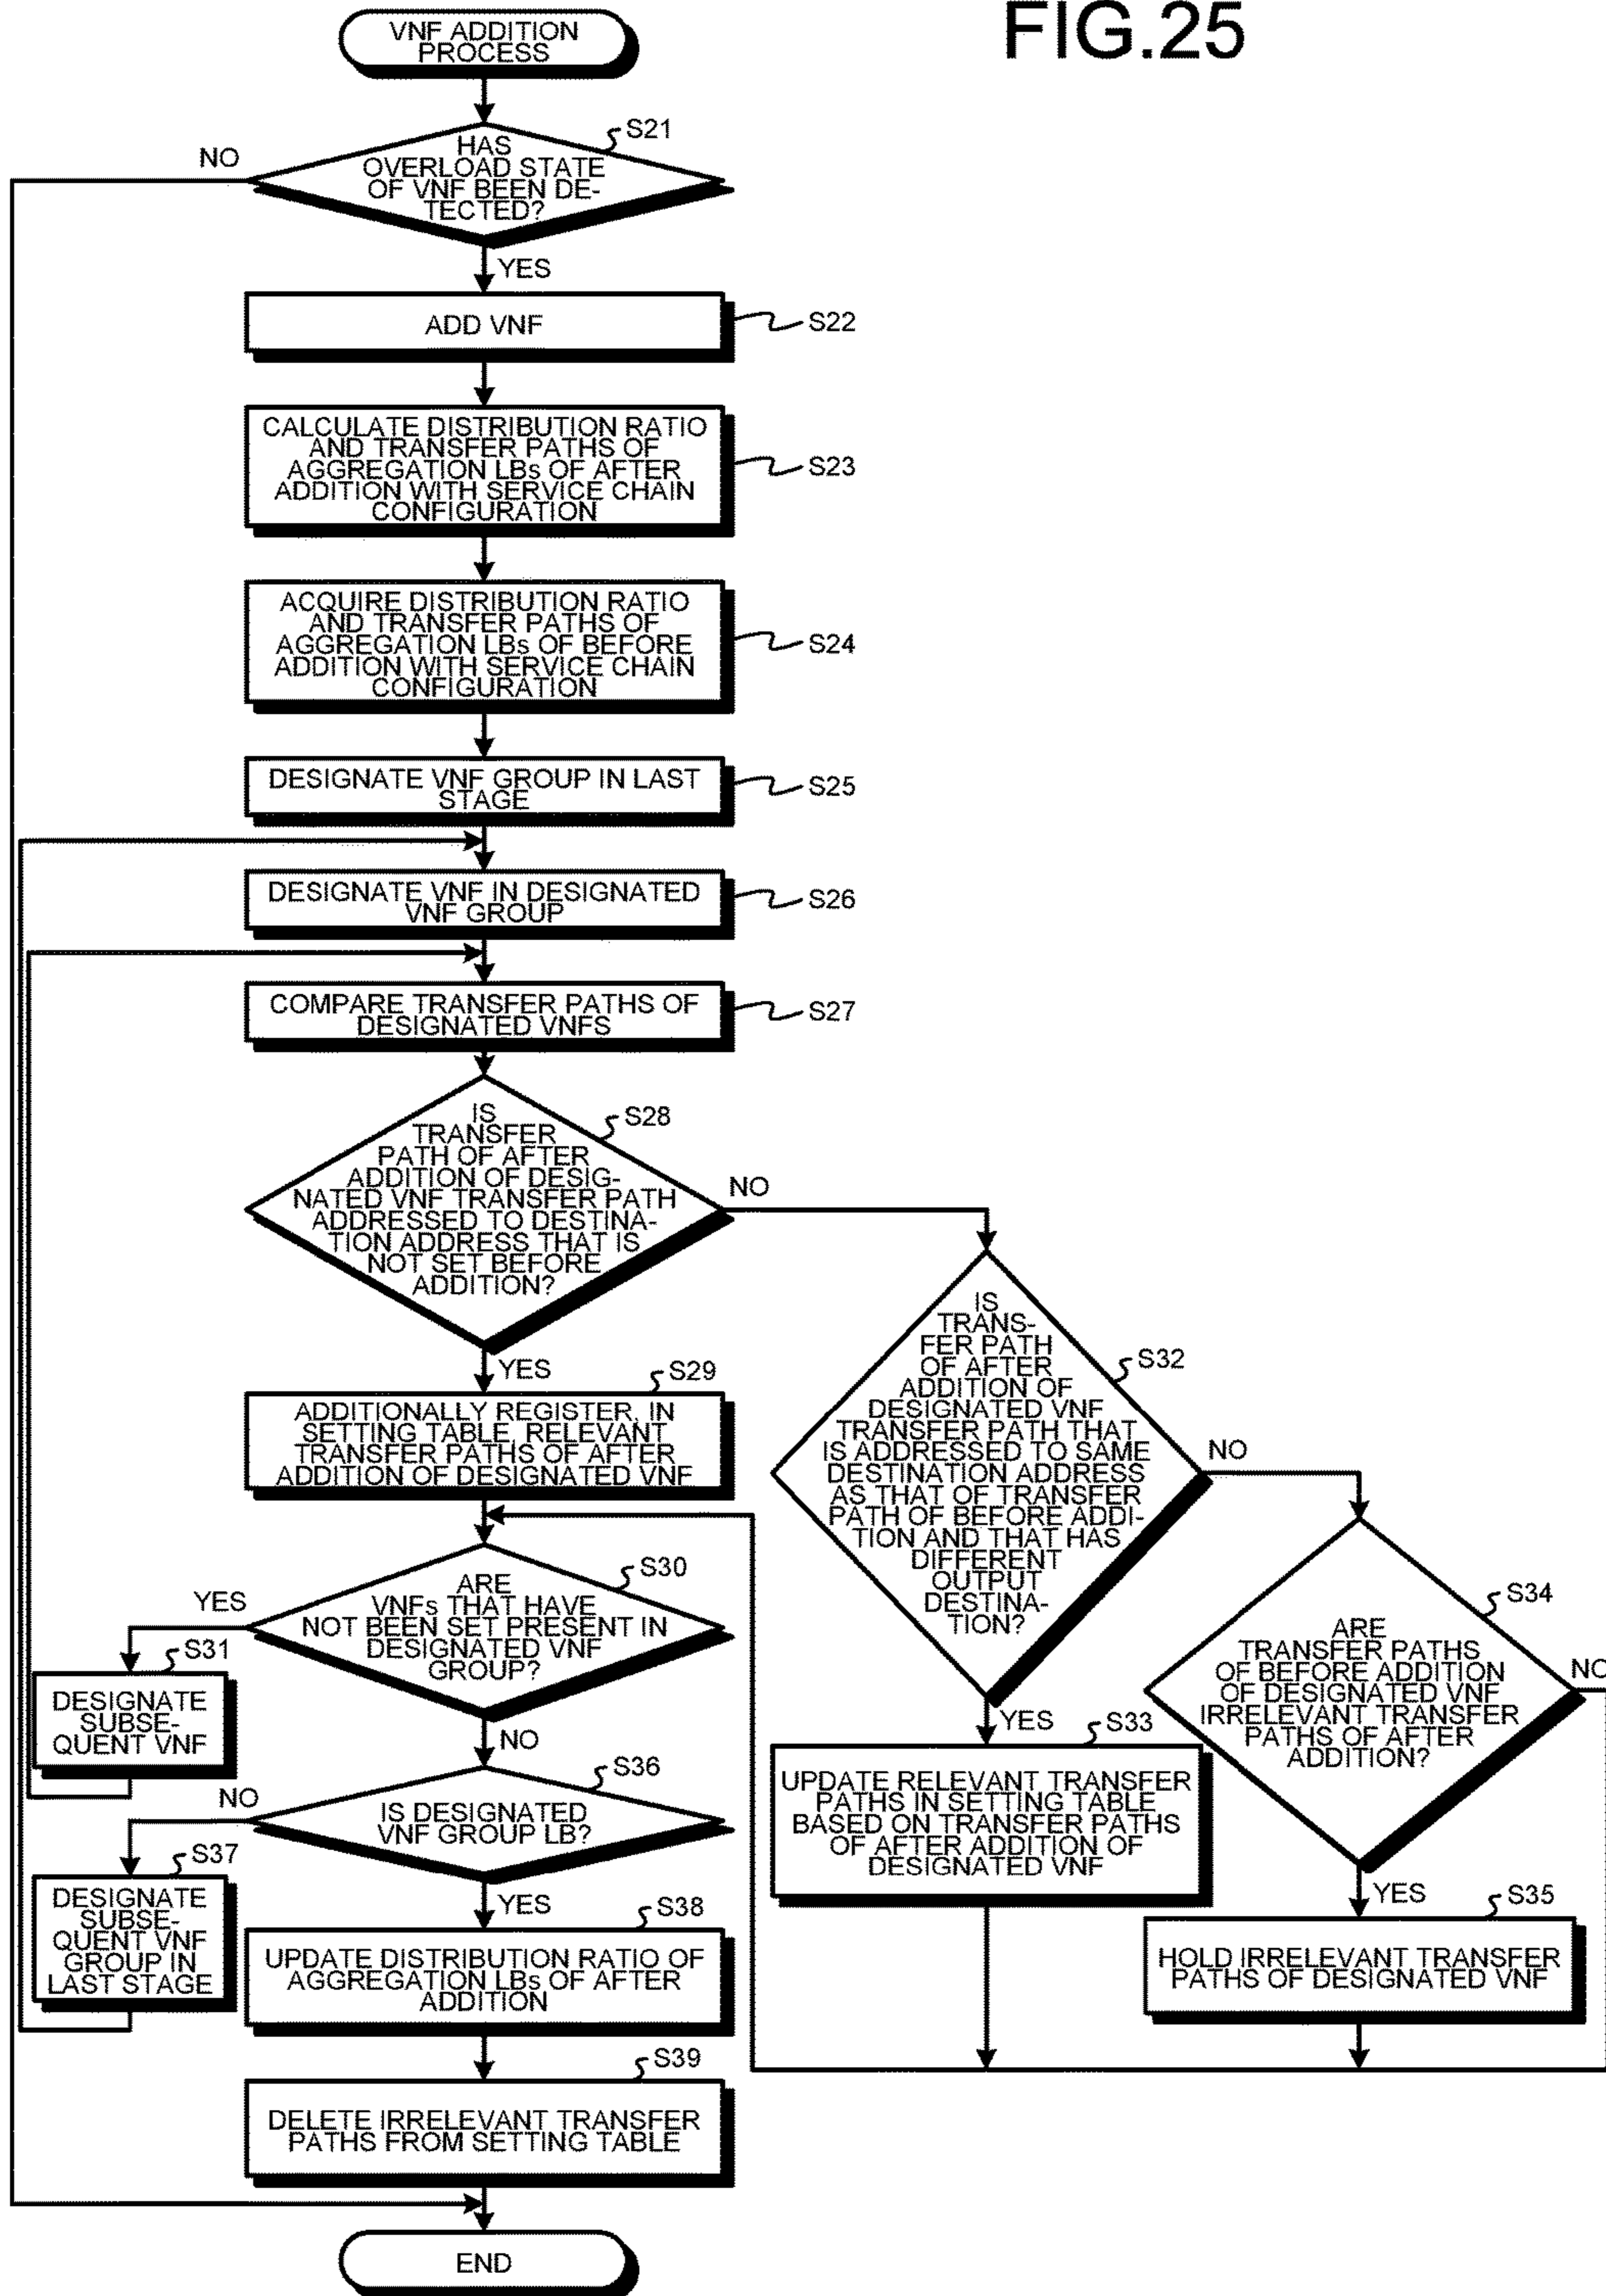 FIG.25
VNF ADDITION
PROCESS
S21
NO
HAS
OVERLOAD STATE
OF VNF BEEN DE-
TECTED?
YES
ADD VNF
S22
CALCULATE DISTRIBUTION RATIO
AND TRANSFER PATHS OF
AGGREGATION LBs OF AFTER
ADDITION WITH SERVICE CHAIN
CONFIGURATION
S23
ACQUIRE DISTRIBUTION RATIO
AND TRANSFER PATHS OF
AGGREGATION LBs OF BEFORE
ADDITION WITH SERVICE CHAIN
CONFIGURATION
S24
DESIGNATE VNF GROUP IN LAST
STAGE
S25
DESIGNATE VNF IN DESIGNATED
VNF GROUP
S26
COMPARE TRANSFER PATHS OF
DESIGNATED VNFS
S27
S28
IS
TRANSFER
PATH OF AFTER
ADDITION OF DESIG-
NATED VNF TRANSFER PATH
ADDRESSED TO DESTINA-
TION ADDRESS THAT IS
NOT SET BEFORE
ADDITION?
NO
YES
S29
ADDITIONALLY REGISTER, IN
SETTING TABLE, RELEVANT
TRANSFER PATHS OF AFTER
ADDITION OF DESIGNATED VNF
S30
YES
ARE
VNFs THAT HAVE
NOT BEEN SET PRESENT IN
DESIGNATED VNF
GROUP?
S31
DESIGNATE
SUBSE-
QUENT VNF
NO
S36
NO
IS DESIGNATED
VNF GROUP LB?
S37
DESIGNATE
SUBSE-
QUENT VNF
GROUP IN
LAST STAGE
YES
S38
UPDATE DISTRIBUTION RATIO OF
AGGREGATION LBs OF AFTER
ADDITION
S39
DELETE IRRELEVANT TRANSFER
PATHS FROM SETTING TABLE
END
S32
IS
TRANS-
FER PATH
OF AFTER
ADDITION OF
DESIGNATED VNF
TRANSFER PATH THAT
IS ADDRESSED TO SAME
DESTINATION ADDRESS
AS THAT OF TRANSFER
PATH OF BEFORE ADDI-
TION AND THAT HAS
DIFFERENT
OUTPUT
DESTINA-
TION?
NO
YES
S33
UPDATE RELEVANT TRANSFER
PATHS IN SETTING TABLE
BASED ON TRANSFER PATHS
OF AFTER ADDITION OF
DESIGNATED VNF
S34
ARE
TRANSFER PATHS
OF BEFORE ADDITION
OF DESIGNATED VNF
IRRELEVANT TRANSFER
PATHS OF AFTER
ADDITION?
NO
YES
S35
HOLD IRRELEVANT TRANSFER
PATHS OF DESIGNATED VNF